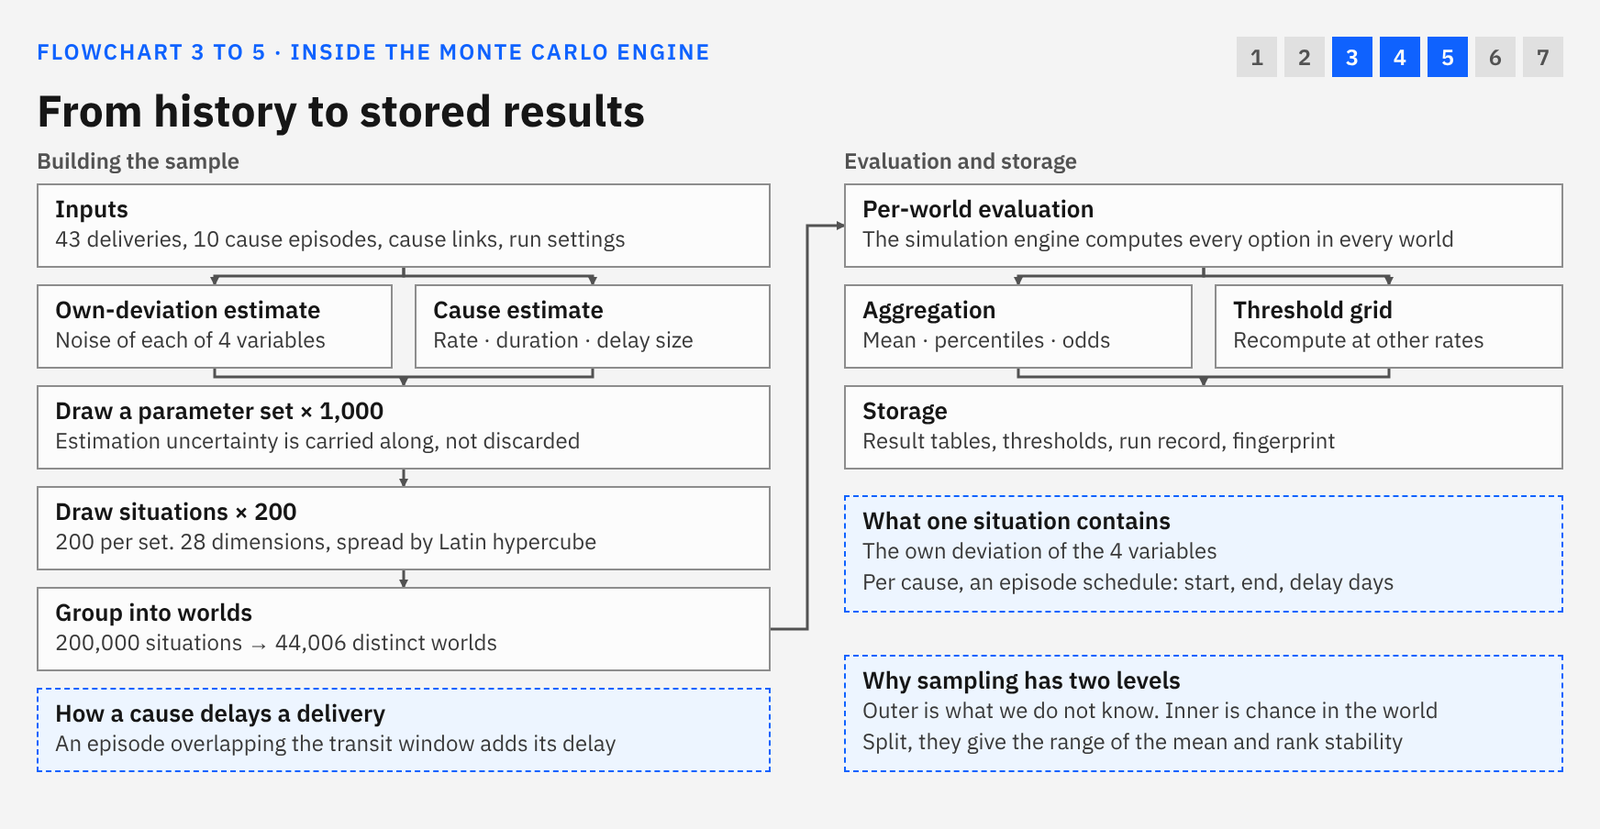 FLOWCHART 3 TO 5 · INSIDE THE MONTE CARLO ENGINE
1 2 3 4 5 6 7
From history to stored results
Building the sample
Inputs
43 deliveries, 10 cause episodes, cause links, run settings
Own-deviation estimate
Noise of each of 4 variables
Cause estimate
Rate · duration · delay size
Draw a parameter set × 1,000
Estimation uncertainty is carried along, not discarded
Draw situations × 200
200 per set. 28 dimensions, spread by Latin hypercube
Group into worlds
200,000 situations → 44,006 distinct worlds
How a cause delays a delivery
An episode overlapping the transit window adds its delay
Evaluation and storage
Per-world evaluation
The simulation engine computes every option in every world
Aggregation
Mean · percentiles · odds
Threshold grid
Recompute at other rates
Storage
Result tables, thresholds, run record, fingerprint
What one situation contains
The own deviation of the 4 variables
Per cause, an episode schedule: start, end, delay days
Why sampling has two levels
Outer is what we do not know. Inner is chance in the world
Split, they give the range of the mean and rank stability